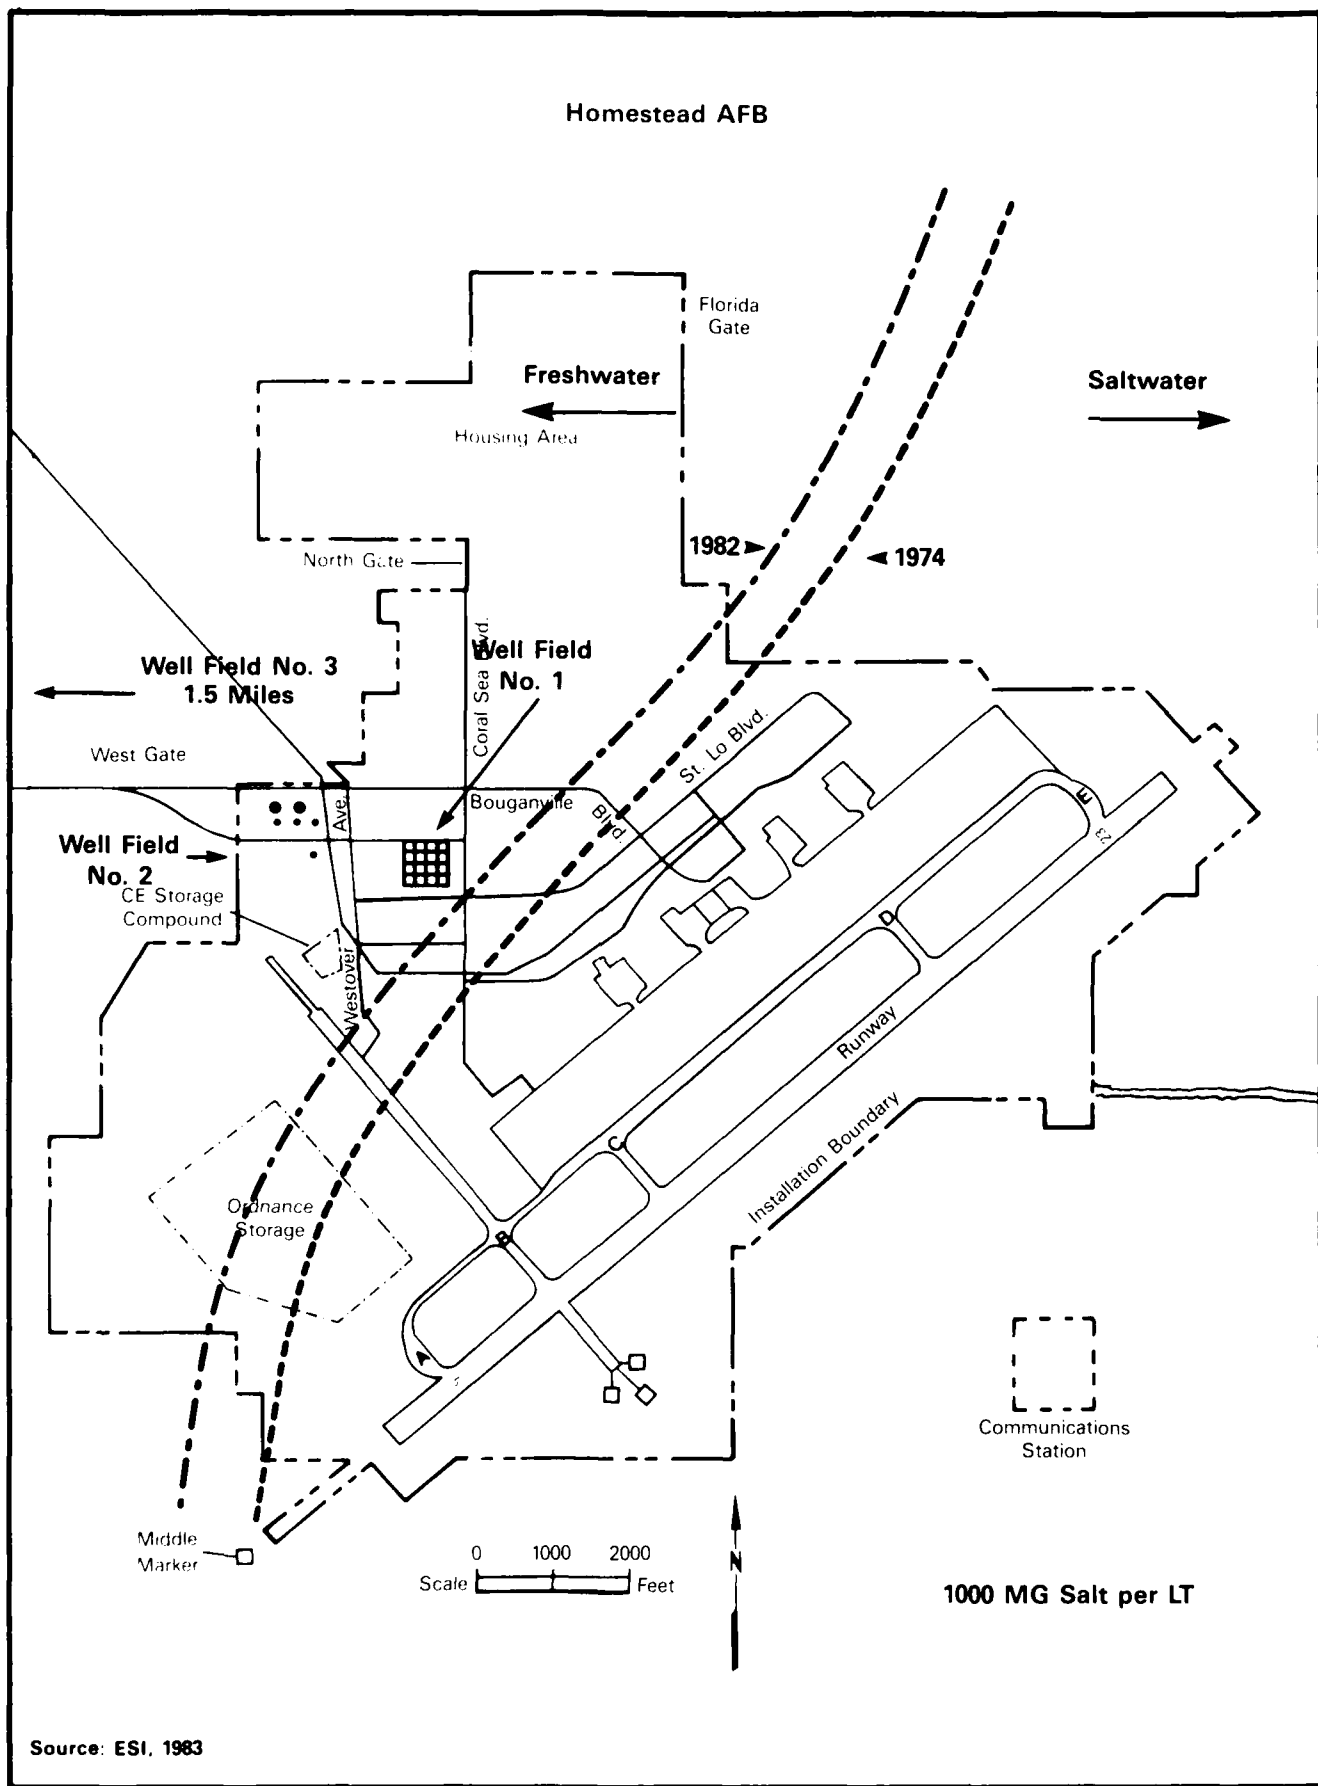 Homestead AFB
Florida
Gate
Freshwater
Saltwater
Housing Area
1982
1974
North Gate
Coral Sea Blvd.
Well Field
No. 1
Well Field No. 3
1.5 Miles
West Gate
St. Lo Blvd.
Bouganville
Blvd.
Ave.
Well Field
No. 2
CE Storage
Compound
Westover
E
23
D
Runway
C
Installation Boundary
Ordnance
Storage
B
A
Communications
Station
Middle
Marker
0 1000 2000
Scale Feet
N
1000 MG Salt per LT
Source: ESI, 1983